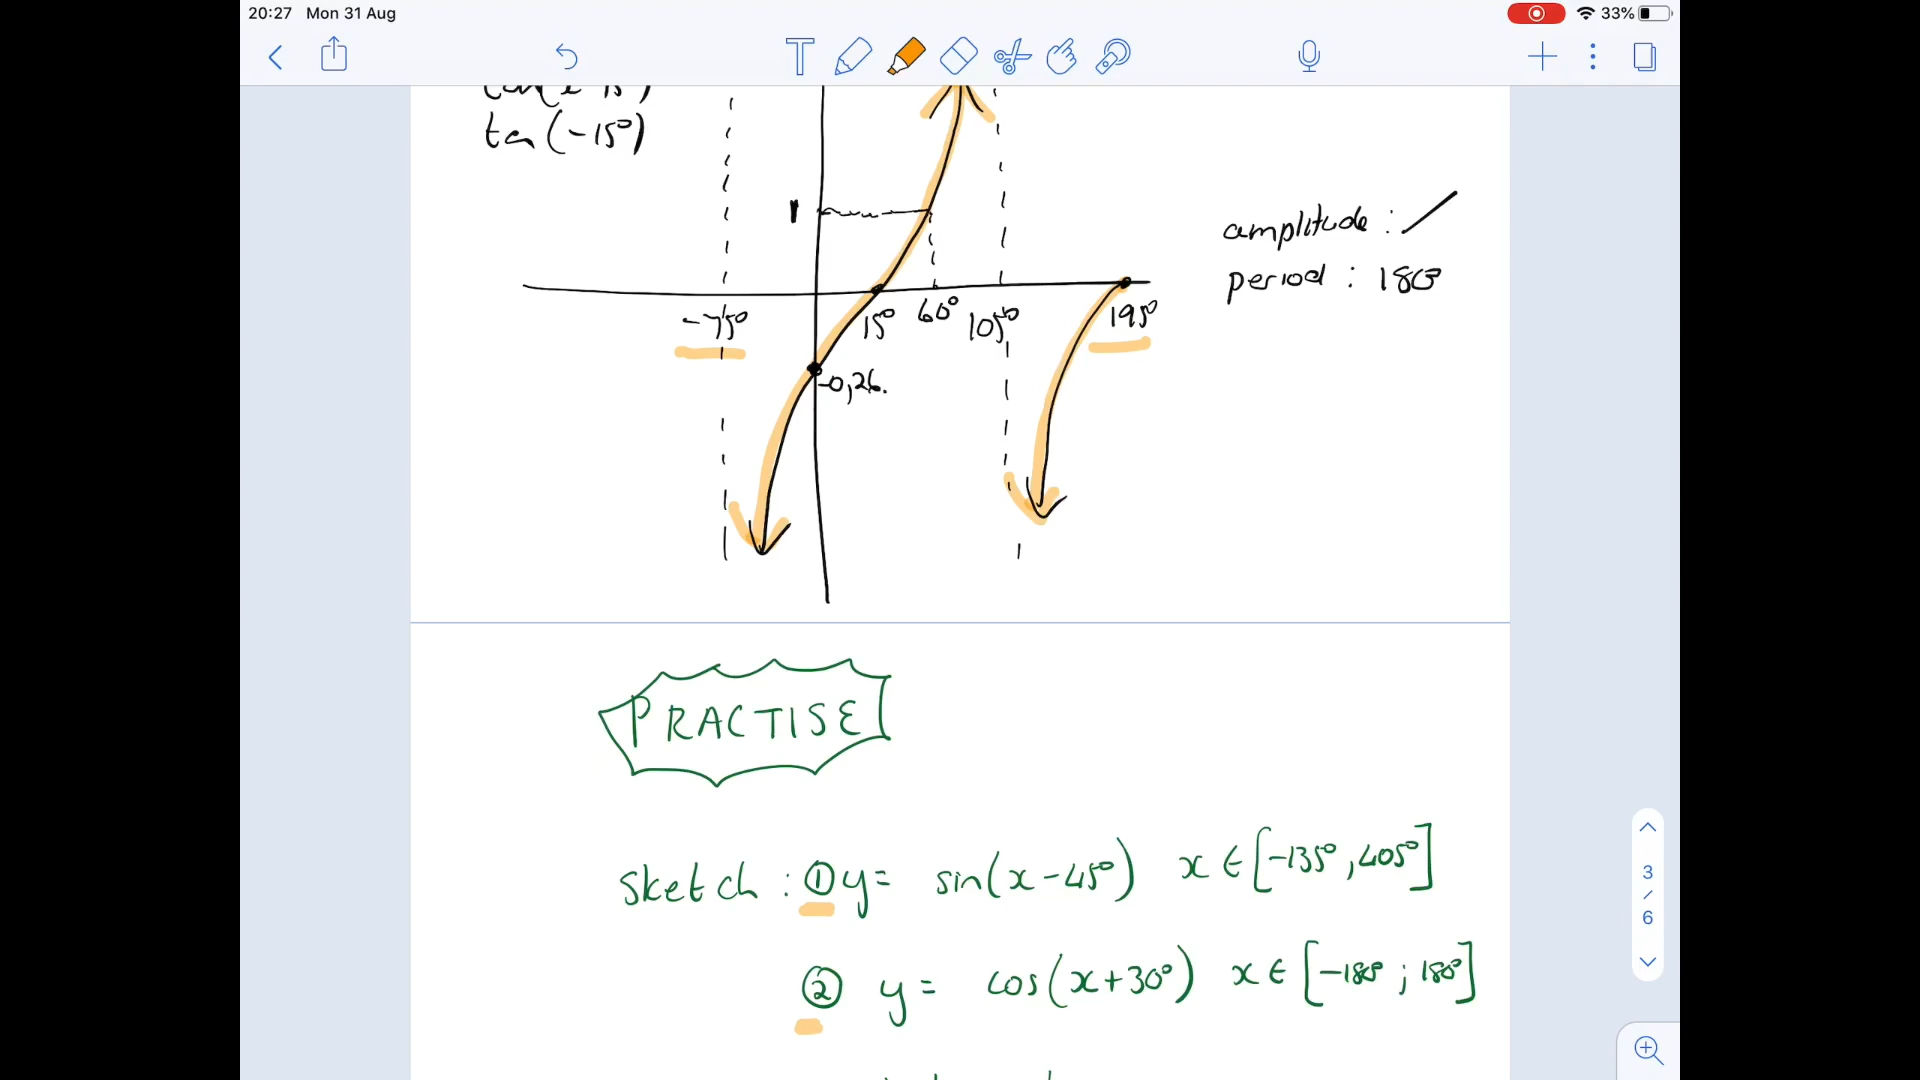 20:27 Mon 31 Aug
33%
T
tan(-15°)
1
amplitude : /
period : 180°
-75°
15°
60°
105°
195°
-0,26.
PRACTISE
sketch : ① y = sin(x-45°) x ∈ [-135°, 405°]
② y = cos(x+30°) x ∈ [-180° ; 180°]
3
/
6